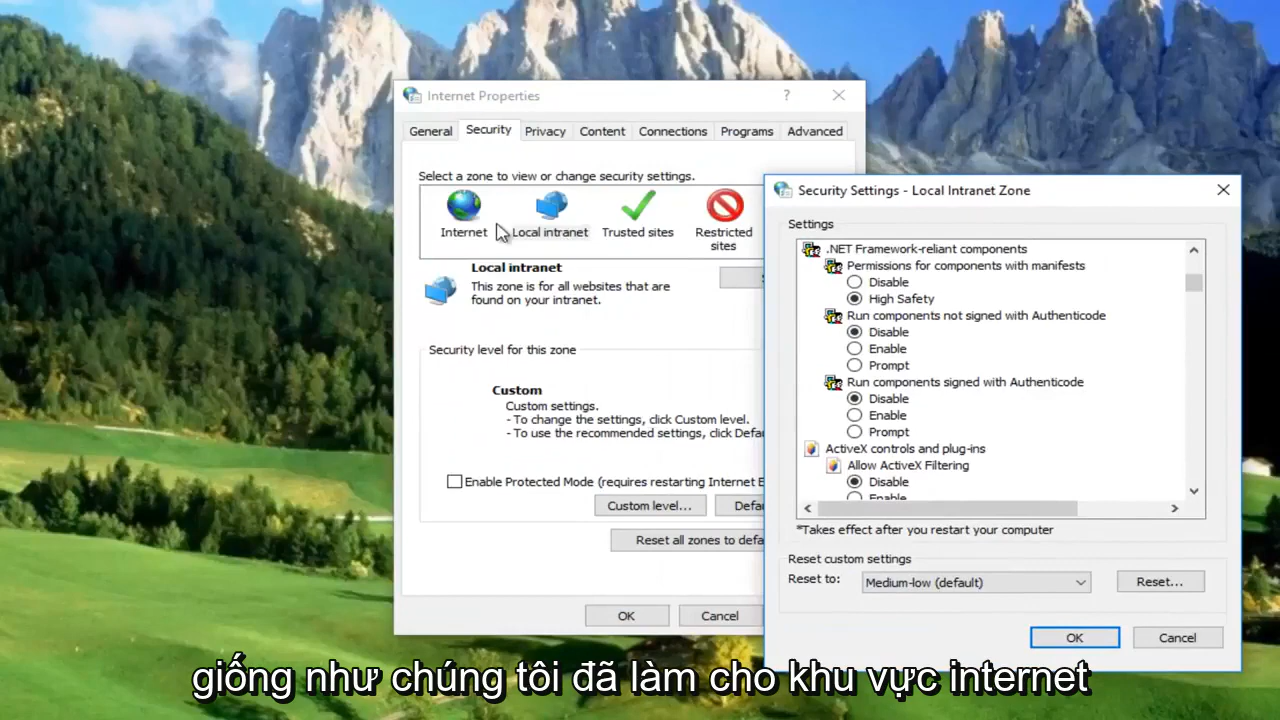 Internet Properties
?
General Security Privacy Content Connections Programs Advanced
Select a zone to view or change security settings.
Internet Local intranet Trusted sites Restricted
sites
Local intranet
This zone is for all websites that are
found on your intranet.
Security level for this zone
Custom
Custom settings.
- To change the settings, click Custom level.
- To use the recommended settings, click Defau
Enable Protected Mode (requires restarting Internet E
Custom level... Defa
Reset all zones to defa
OK Cancel
Security Settings - Local Intranet Zone
Settings
.NET Framework-reliant components
Permissions for components with manifests
Disable
High Safety
Run components not signed with Authenticode
Disable
Enable
Prompt
Run components signed with Authenticode
Disable
Enable
Prompt
ActiveX controls and plug-ins
Allow ActiveX Filtering
Disable
Enable
*Takes effect after you restart your computer
Reset custom settings
Reset to: Medium-low (default) Reset...
OK Cancel
giống như chúng tôi đã làm cho khu vực internet